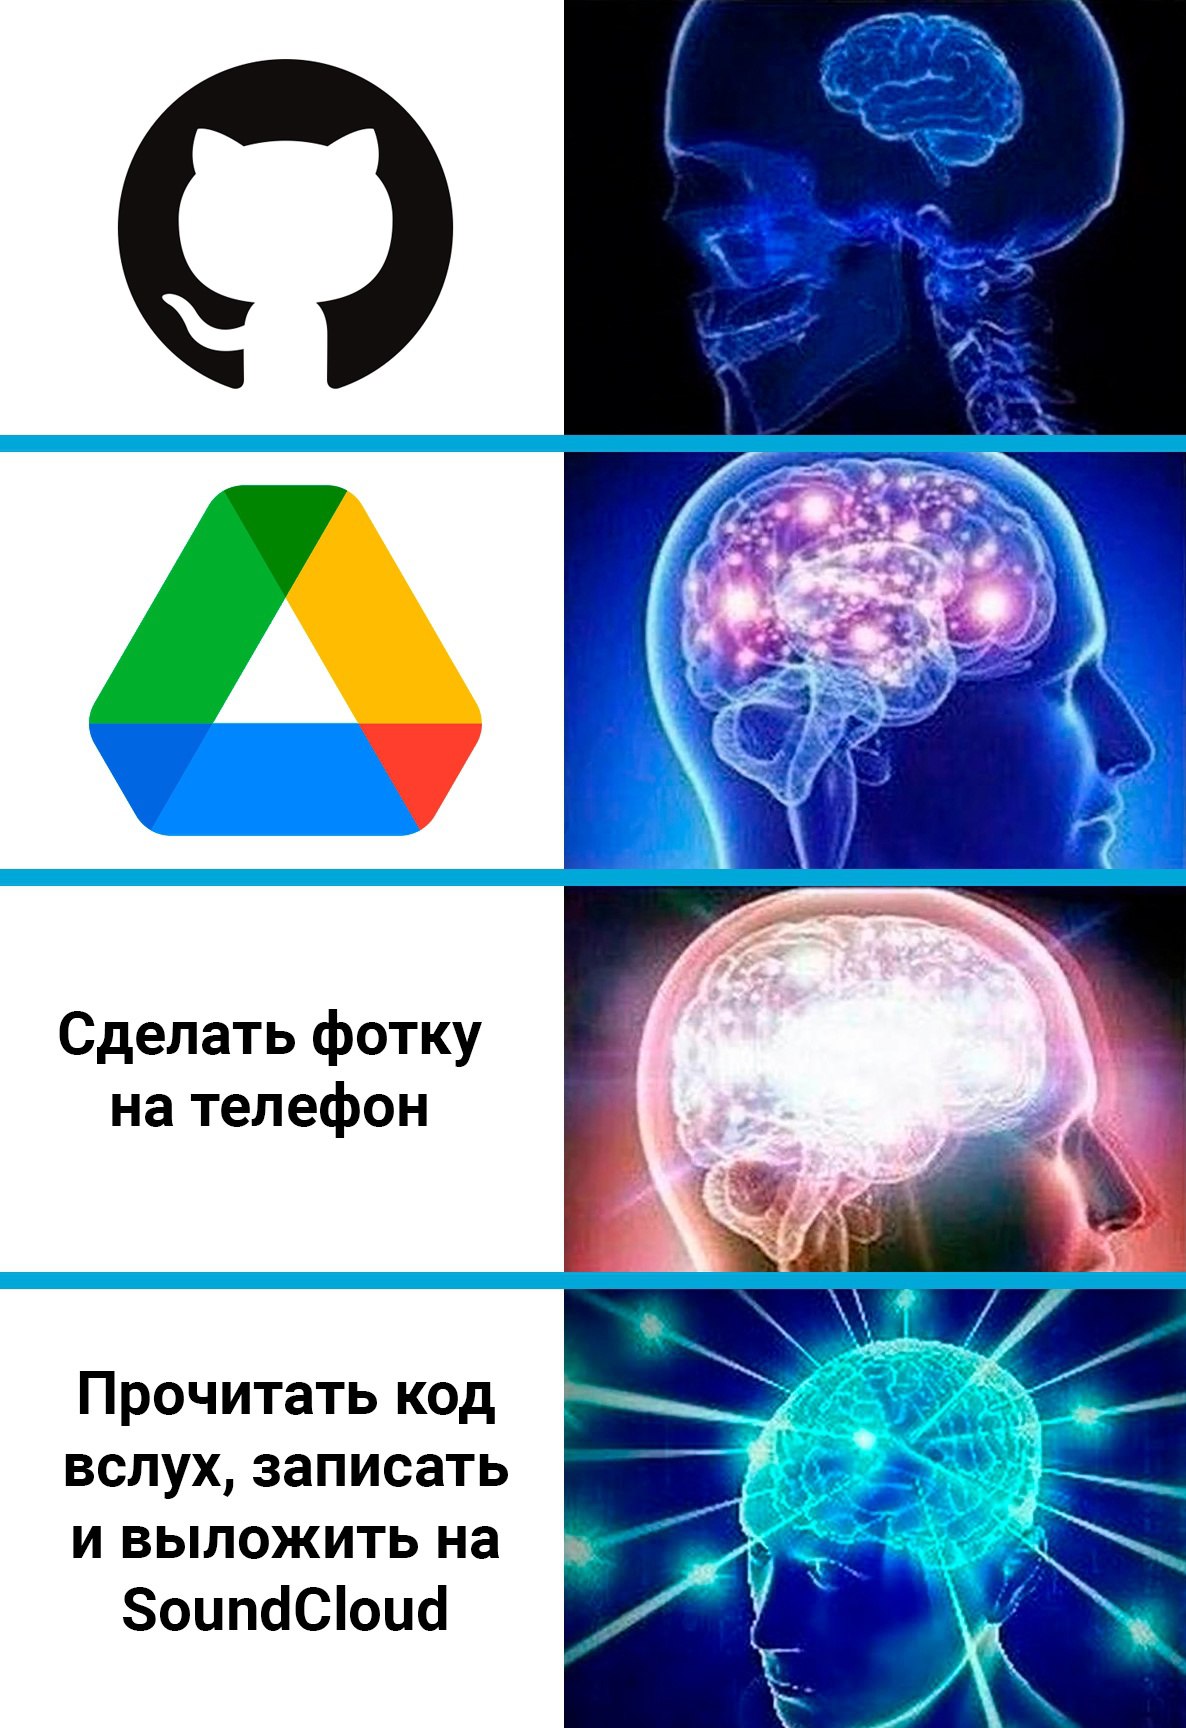 Сделать фотку
на телефон
Прочитать код
вслух, записать
и выложить на
SoundCloud